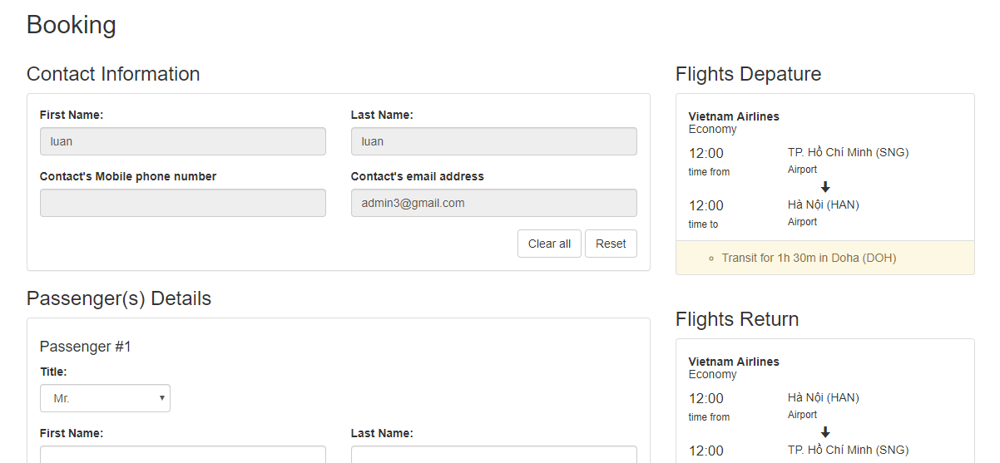 Booking
Contact Information
First Name:
Last Name:
luan
luan
Contact's Mobile phone number
Contact's email address
admin3@gmail.com
Clear all
Reset
Passenger(s) Details
Passenger #1
Title:
Mr.
First Name:
Last Name:
Flights Depature
Vietnam Airlines
Economy
12:00
TP. Hồ Chí Minh (SNG)
time from
Airport
12:00
Hà Nội (HAN)
time to
Airport
Transit for 1h 30m in Doha (DOH)
Flights Return
Vietnam Airlines
Economy
12:00
Hà Nội (HAN)
time from
Airport
12:00
TP. Hồ Chí Minh (SNG)